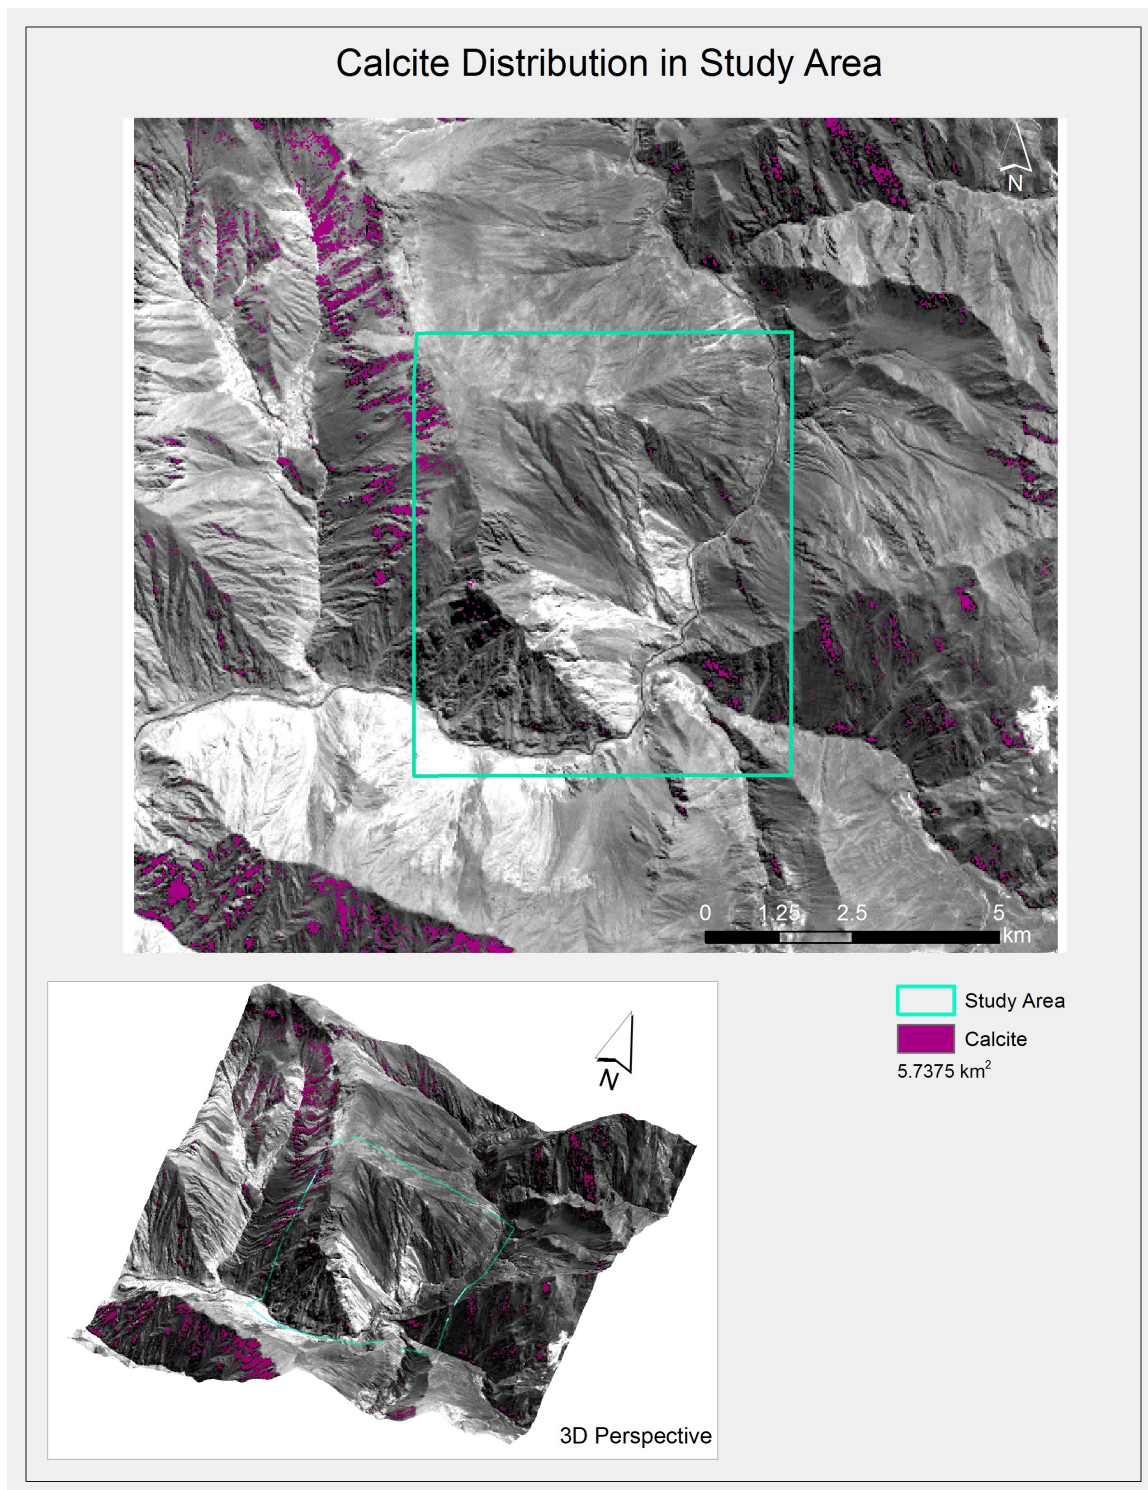 Calcite Distribution in Study Area
N
0 1.25 2.5 5
km
Study Area
Calcite
5.7375 km²
N
3D Perspective